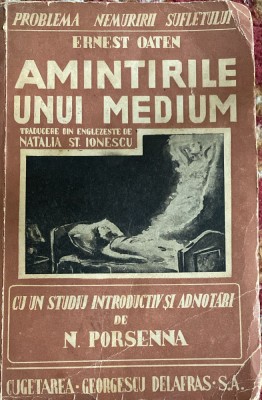 PROBLEMA NEMURIRII SUFLETULUI
ERNEST OATEN
AMINTIRILE
UNUI MEDIUM
TRADUCERE DIN ENGLEZEȘTE DE
NATALIA ST. IONESCU
CU UN STUDIU INTRODUCTIV ȘI ADNOTĂRI
DE
N. PORSENNA
CUGETAREA - GEORGESCU DELAFRAS - S.A.